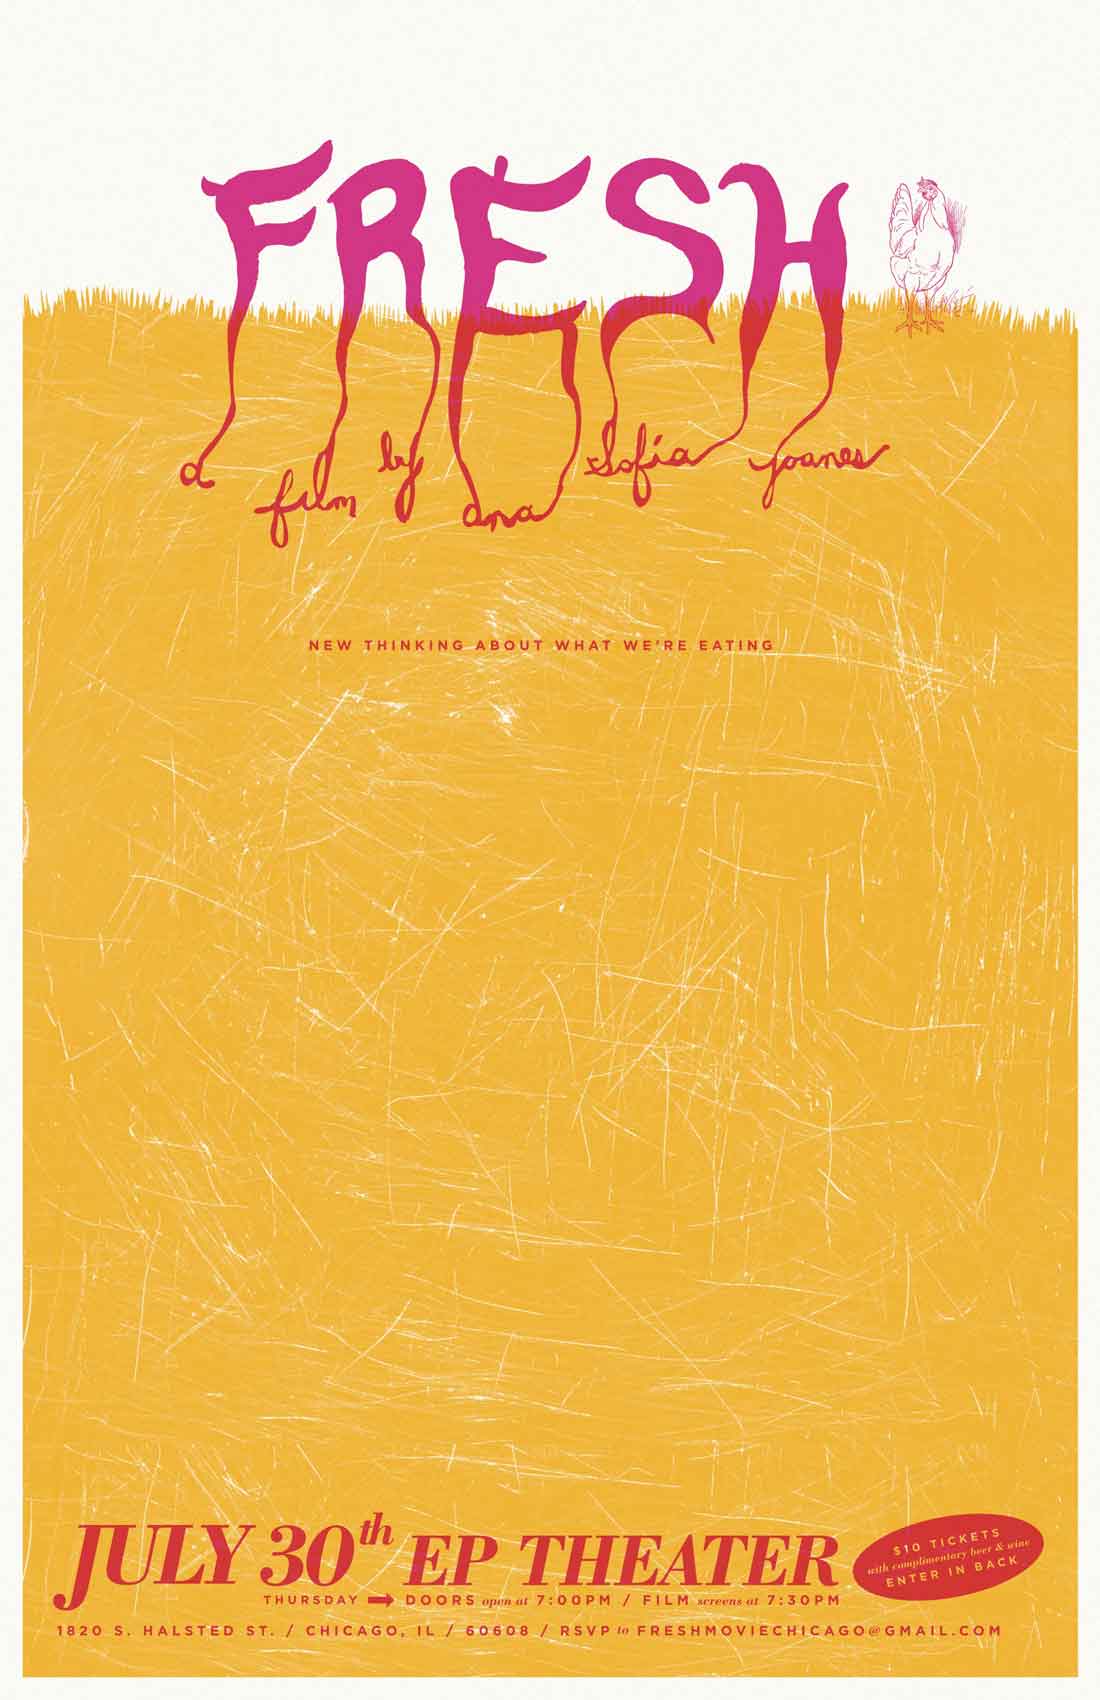 FRESH
a film by ana Sofia joanes
NEW THINKING ABOUT WHAT WE'RE EATING
JULY 30th EP THEATER
THURSDAY ➡ DOORS open at 7:00PM / FILM screens at 7:30PM
$10 TICKETS
with complimentary beer & wine
ENTER IN BACK
1820 S. HALSTED ST. / CHICAGO, IL / 60608 / RSVP to FRESHMOVIECHICAGO@GMAIL.COM